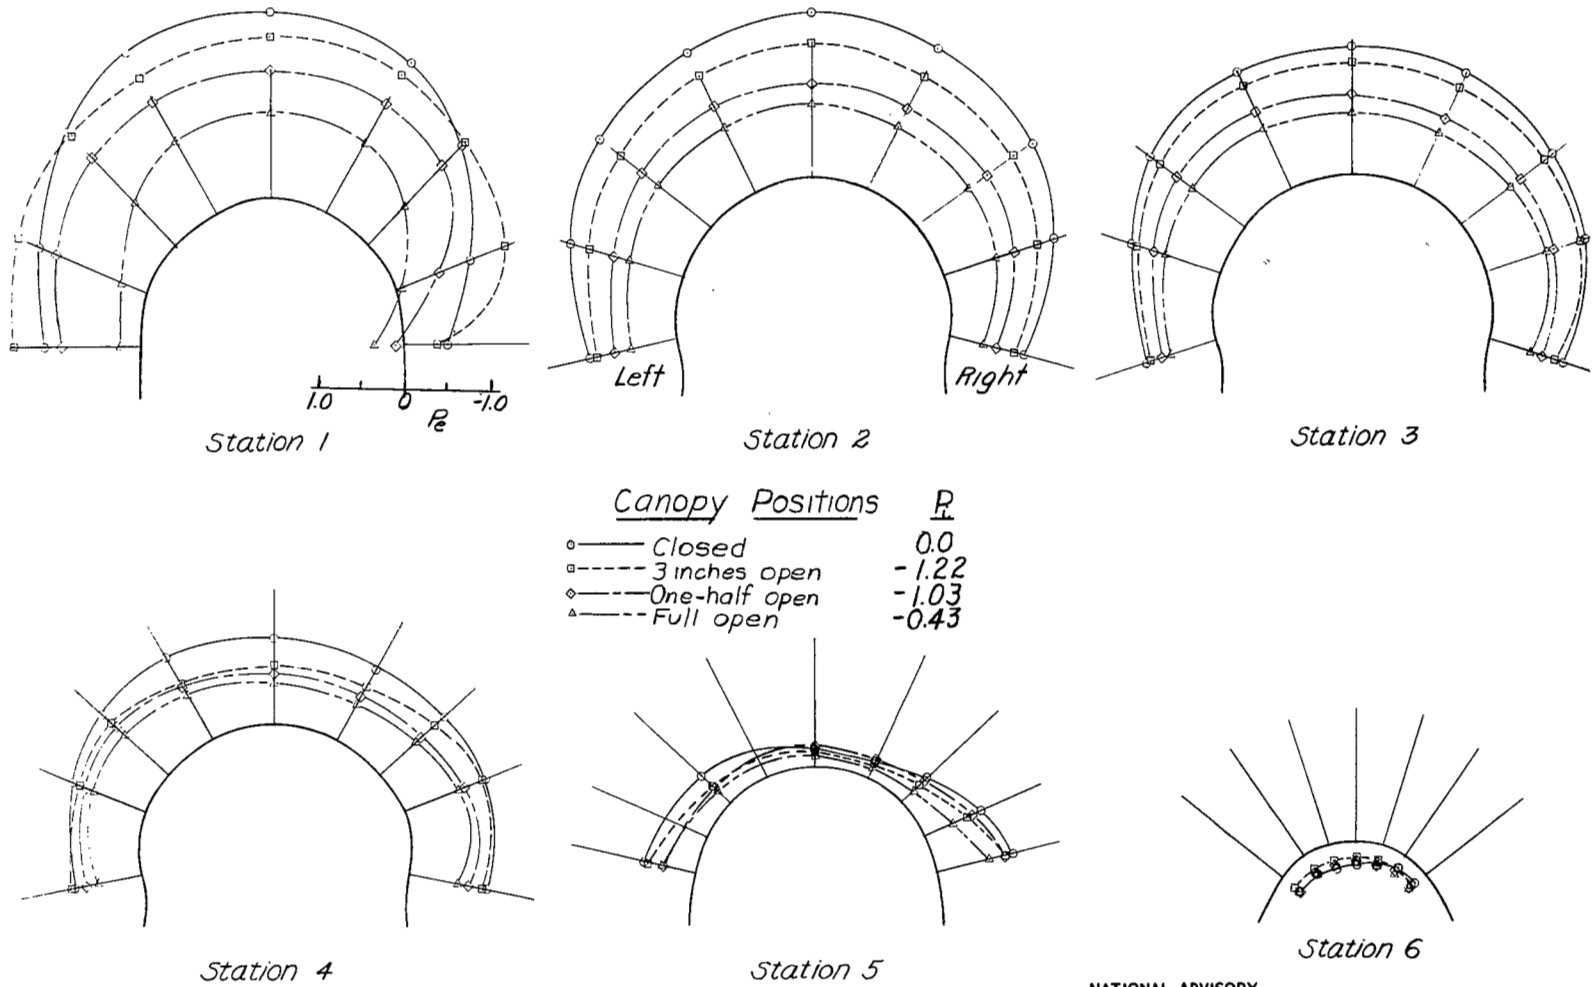 1.0 0 -1.0
Pe
Station 1
Left Right
Station 2
Station 3
Canopy Positions Pi
Closed 0.0
3 inches open -1.22
One-half open -1.03
Full open -0.43
Station 4
Station 5
Station 6
NATIONAL ADVISORY